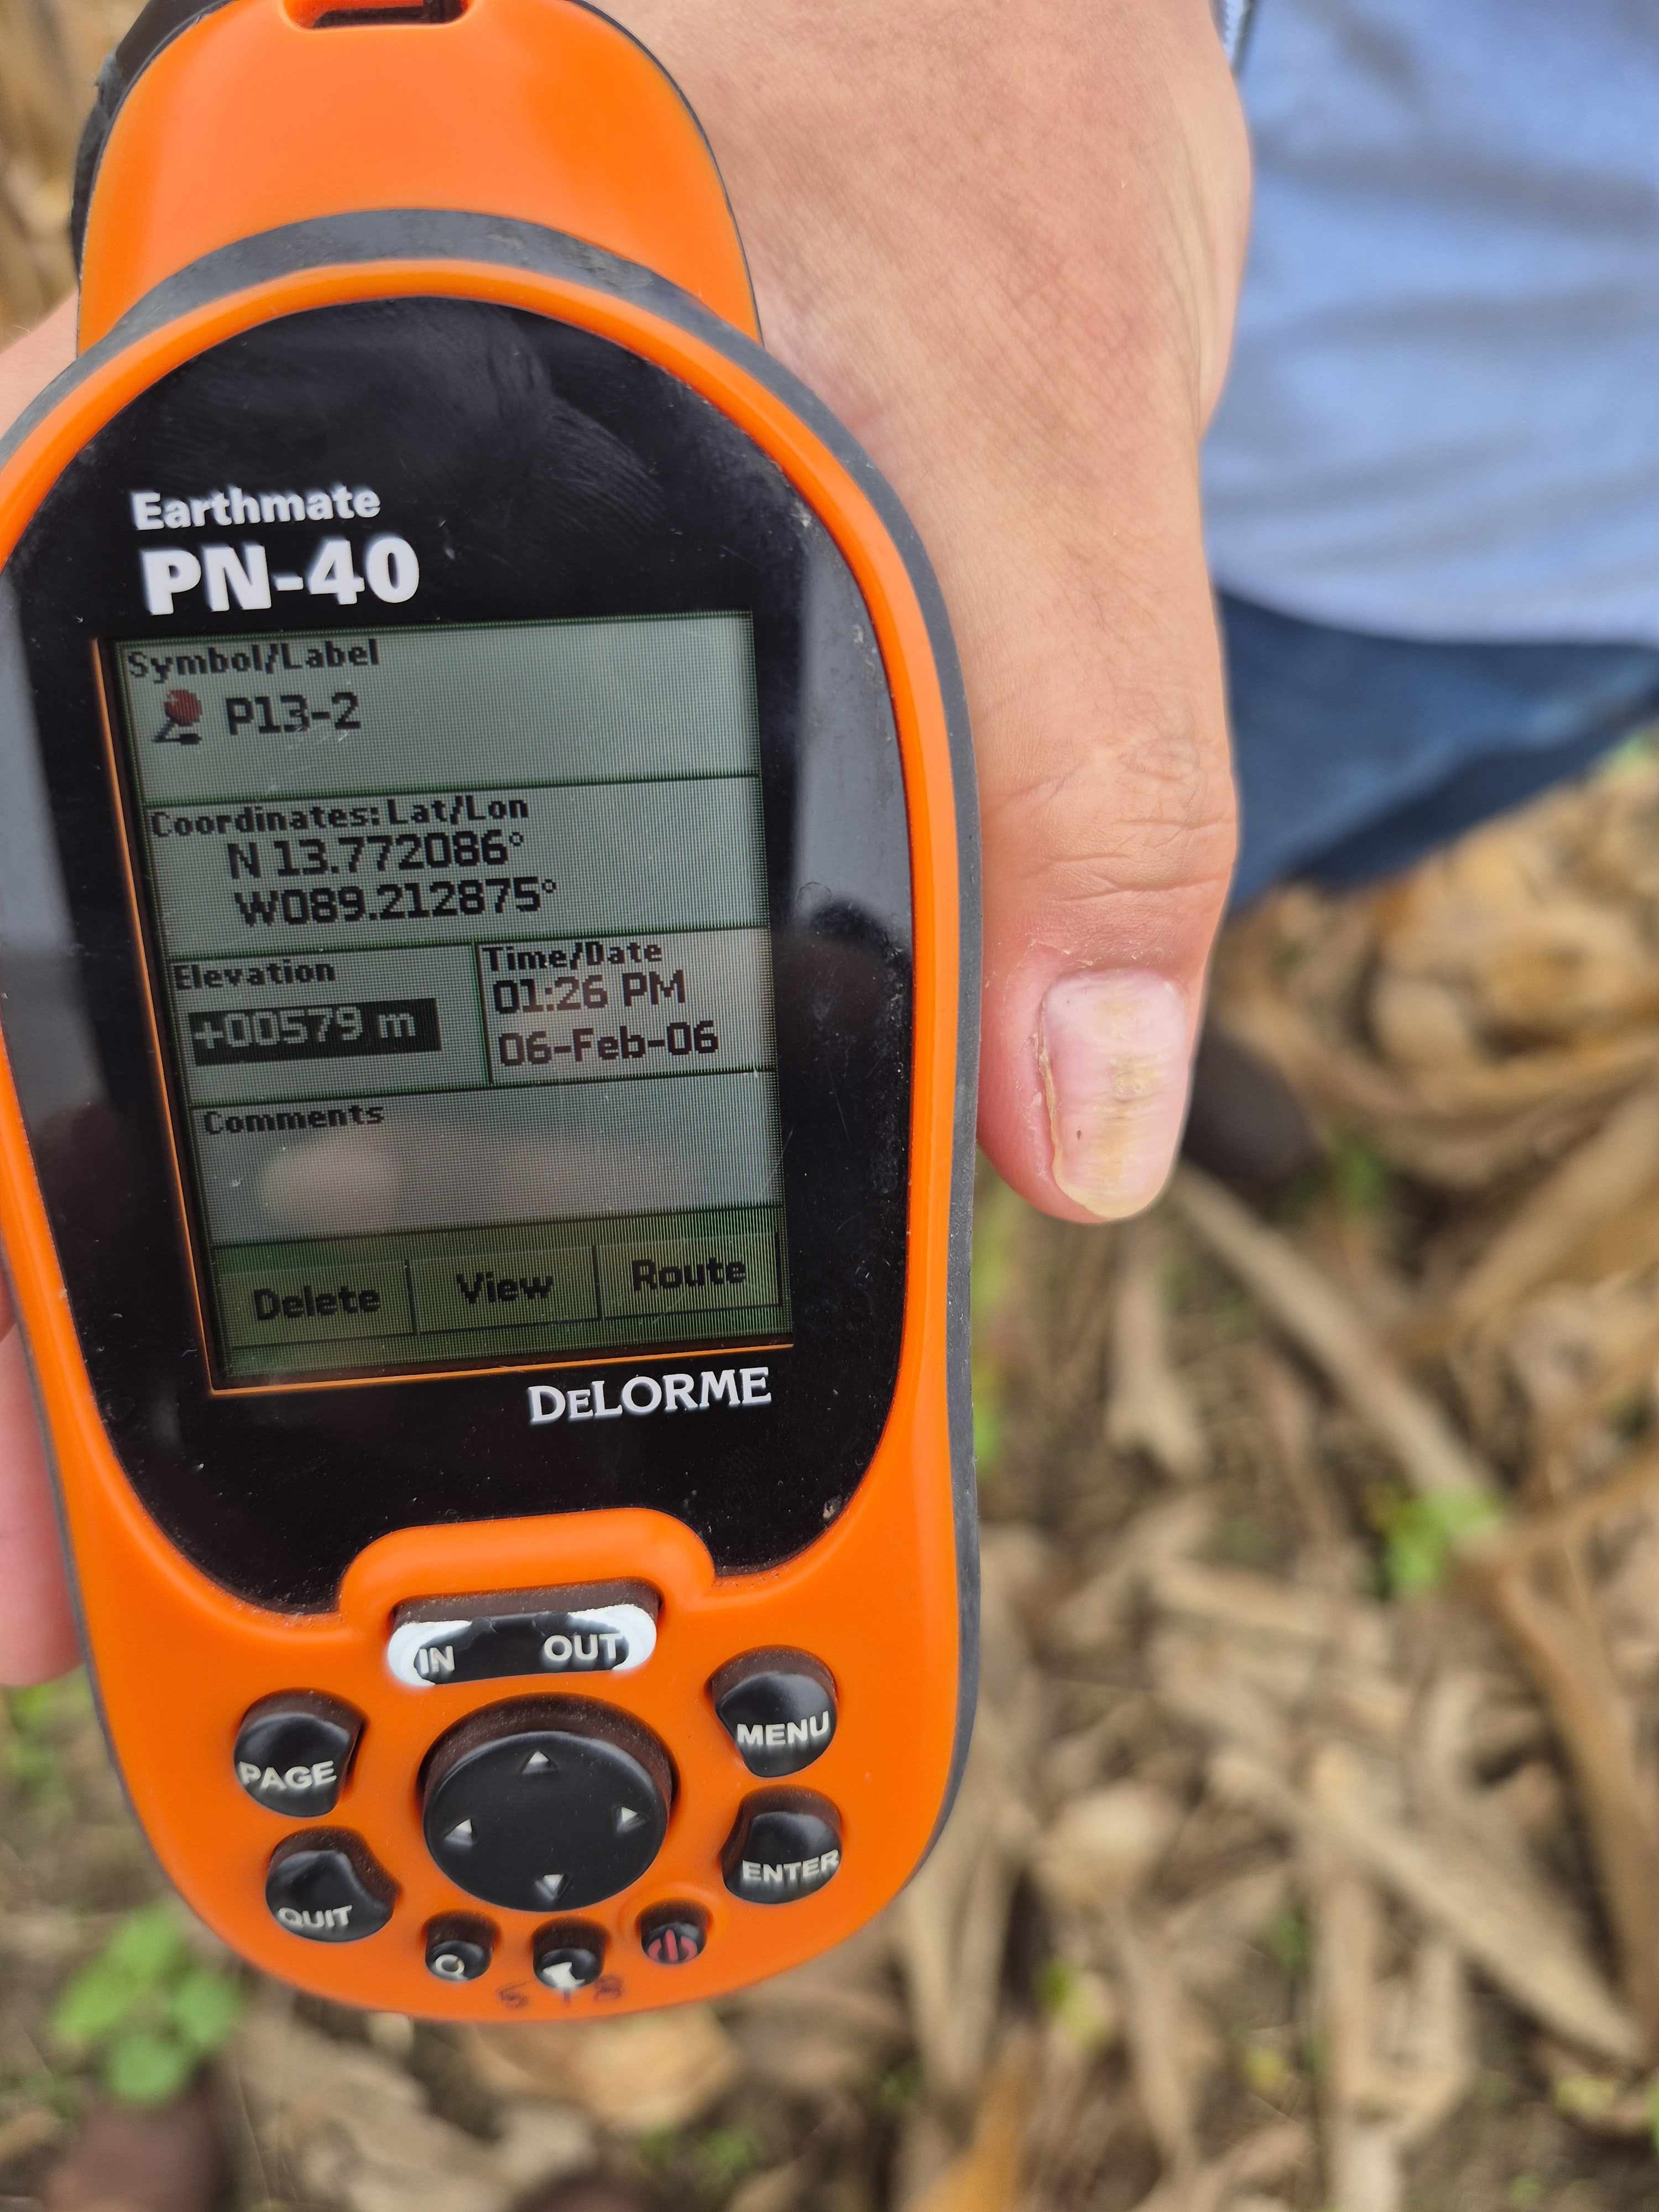 Earthmate
PN-40
Symbol/Label
P13-2
Coordinates: Lat/Lon
N 13.772086°
W089.212875°
Elevation
+00579 m
Time/Date
01:26 PM
06-Feb-06
Comments
Delete View Route
DELORME
IN OUT
PAGE MENU
QUIT ENTER